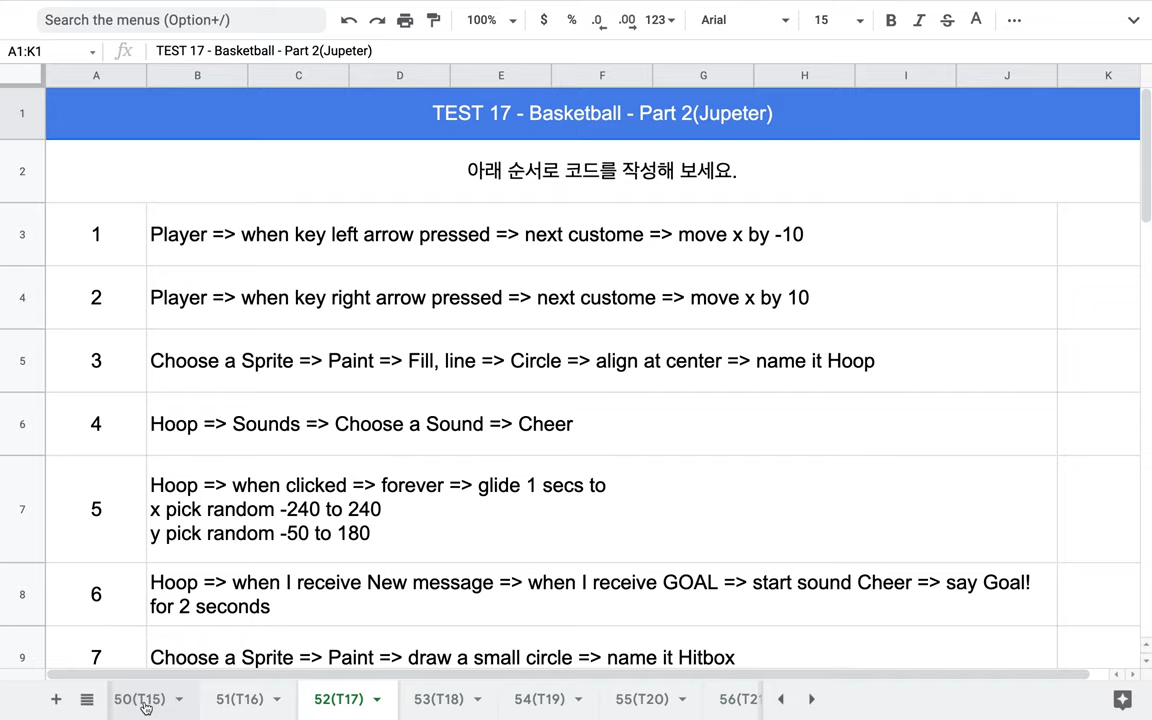 Search the menus (Option+/)
100%
$ % .0 .00 123
Arial
15
B I S A
A1:K1
fx
TEST 17 - Basketball - Part 2(Jupeter)
A B C D E F G H I J K
1 TEST 17 - Basketball - Part 2(Jupeter)
2 아래 순서로 코드를 작성해 보세요.
3 1 Player => when key left arrow pressed => next custome => move x by -10
4 2 Player => when key right arrow pressed => next custome => move x by 10
5 3 Choose a Sprite => Paint => Fill, line => Circle => align at center => name it Hoop
6 4 Hoop => Sounds => Choose a Sound => Cheer
Hoop => when clicked => forever => glide 1 secs to
7 5 x pick random -240 to 240
y pick random -50 to 180
8 6 Hoop => when I receive New message => when I receive GOAL => start sound Cheer => say Goal!
for 2 seconds
9 7 Choose a Sprite => Paint => draw a small circle => name it Hitbox
50(T15) 51(T16) 52(T17) 53(T18) 54(T19) 55(T20) 56(T21